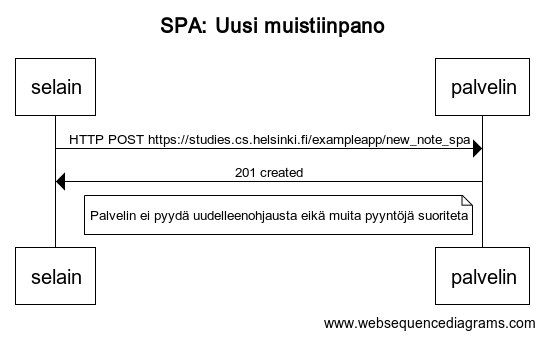 SPA: Uusi muistiinpano
selain
palvelin
HTTP POST https://studies.cs.helsinki.fi/exampleapp/new_note_spa
201 created
Palvelin ei pyydä uudelleenohjausta eikä muita pyyntöjä suoriteta
selain
palvelin
www.websequencediagrams.com